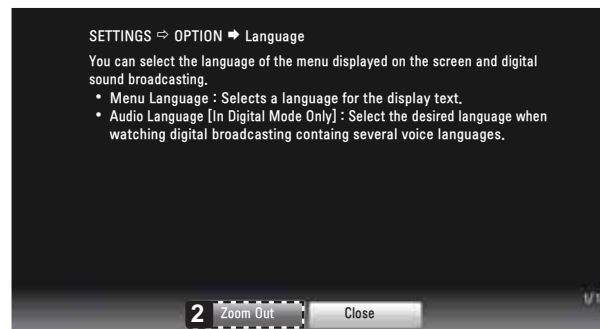 SETTINGS ⇨ OPTION ➡ Language
You can select the language of the menu displayed on the screen and digital
sound broadcasting.
• Menu Language : Selects a language for the display text.
• Audio Language [In Digital Mode Only] : Select the desired language when
watching digital broadcasting containg several voice languages.
1/1
2 Zoom Out Close